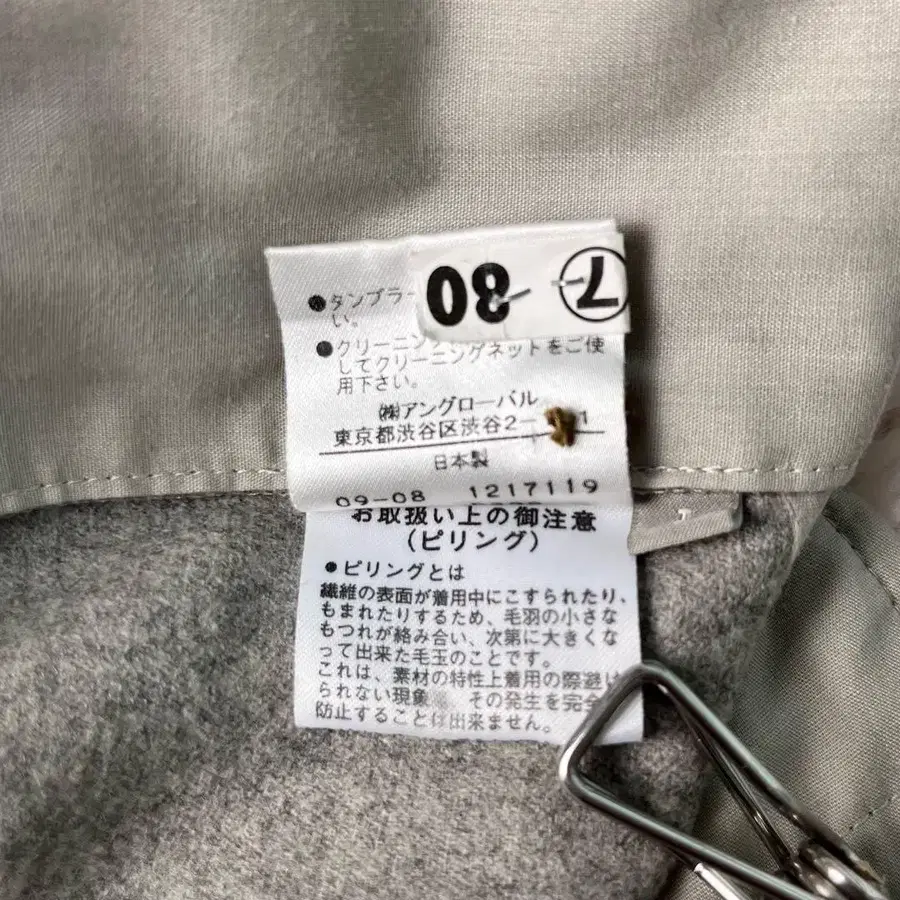 80 ⑦
●タンブラー
い。
●クリーニング
してクリーニングネットをご使
用下さい。
㈱アングローバル
東京都渋谷区渋谷2- 1
日本製
09-08 1217119
お取扱い上の御注意
(ピリング)
●ピリングとは
繊維の表面が着用中にこすられたり、
もまれたりするため、毛羽の小さな
もつれが絡み合い、次第に大きくな
って出来た毛玉のことです。
これは、素材の特性上着用の際避け
られない現象 その発生を完全
防止することは出来ません。